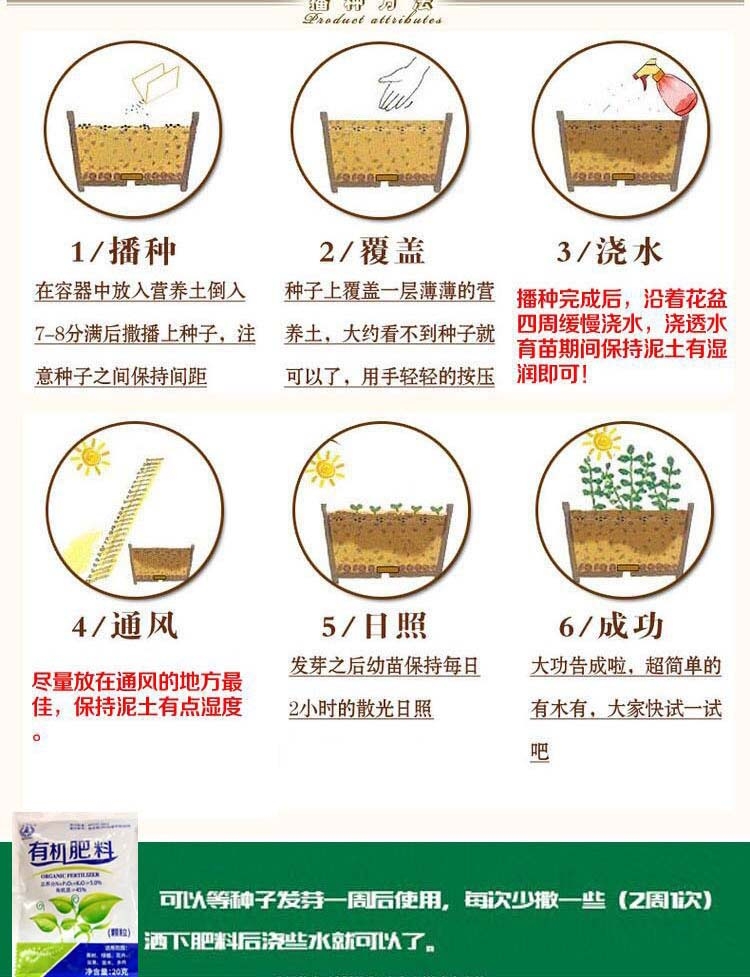 播种方法
Product attributes
1/播种
在容器中放入营养土倒入
7-8分满后撒播上种子，注
意种子之间保持间距
2/覆盖
种子上覆盖一层薄薄的营
养土，大约看不到种子就
可以了，用手轻轻的按压
3/浇水
播种完成后，沿着花盆
四周缓慢浇水，浇透水
育苗期间保持泥土有湿
润即可！
4/通风
尽量放在通风的地方最
佳，保持泥土有点湿度
。
5/日照
发芽之后幼苗保持每日
2小时的散光日照
6/成功
大功告成啦，超简单的
有木有，大家快试一试
吧
有机肥料
ORGANIC FERTILIZER
有机质≥45%
(颗粒)
适用范围：
净含量:20克
可以等种子发芽一周后使用，每次少撒一些（2周1次）
洒下肥料后浇些水就可以了。